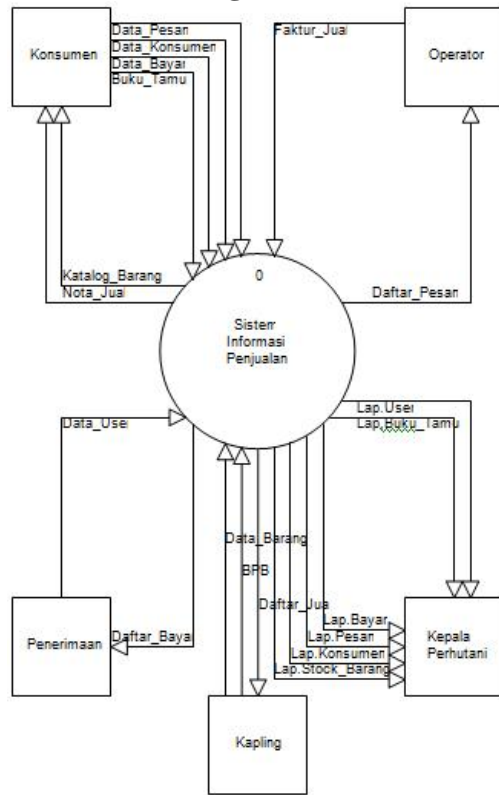 Konsumen
Data_Pesan
Data_Konsumen
Data_Bayar
Buku_Tamu
Faktur_Jual
Operator
0
Sistem
Informasi
Penjualan
Katalog_Barang
Nota_Jual
Daftar_Pesan
Data_User
Lap.User
Lap.Buku_Tamu
Data_Barang
BPB
Daftar_Jua
Lap.Bayar
Lap.Pesan
Lap.Konsumen
Lap.Stock_Barang
Penerimaan
Daftar_Bayar
Kepala
Perhutani
Kapling